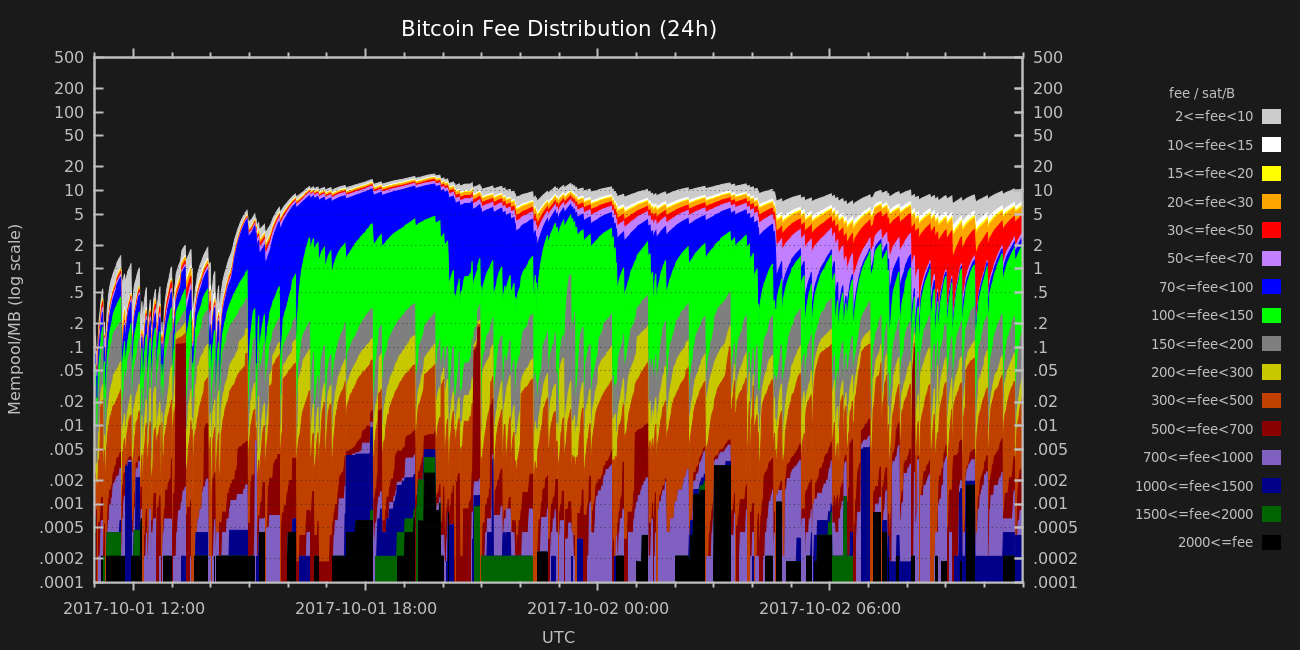 Bitcoin Fee Distribution (24h)
500
200
100
50
20
10
5
2
1
.5
.2
.1
.05
.02
.01
.005
.002
.001
.0005
.0002
.0001
Mempool/MB (log scale)
500
200
100
50
20
10
5
2
1
.5
.2
.1
.05
.02
.01
.005
.002
.001
.0005
.0002
.0001
2017-10-01 12:00
2017-10-01 18:00
2017-10-02 00:00
2017-10-02 06:00
UTC
fee / sat/B
2<=fee<10
10<=fee<15
15<=fee<20
20<=fee<30
30<=fee<50
50<=fee<70
70<=fee<100
100<=fee<150
150<=fee<200
200<=fee<300
300<=fee<500
500<=fee<700
700<=fee<1000
1000<=fee<1500
1500<=fee<2000
2000<=fee